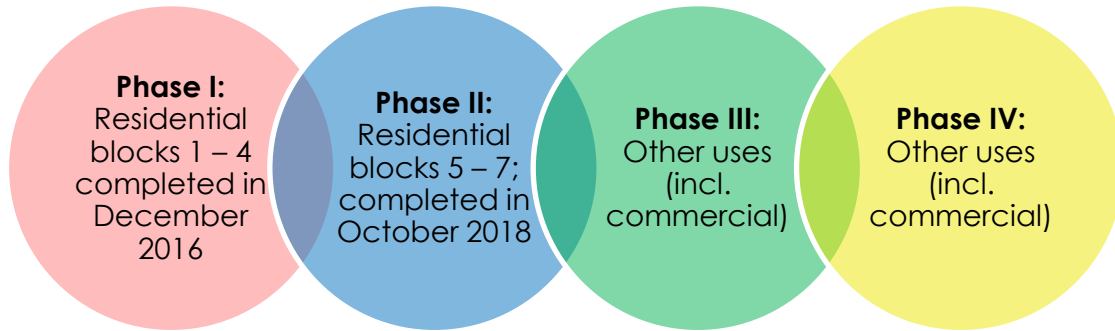 Phase I:
Residential
blocks 1 – 4
completed in
December
2016
Phase II:
Residential
blocks 5 – 7;
completed in
October 2018
Phase III:
Other uses
(incl.
commercial)
Phase IV:
Other uses
(incl.
commercial)